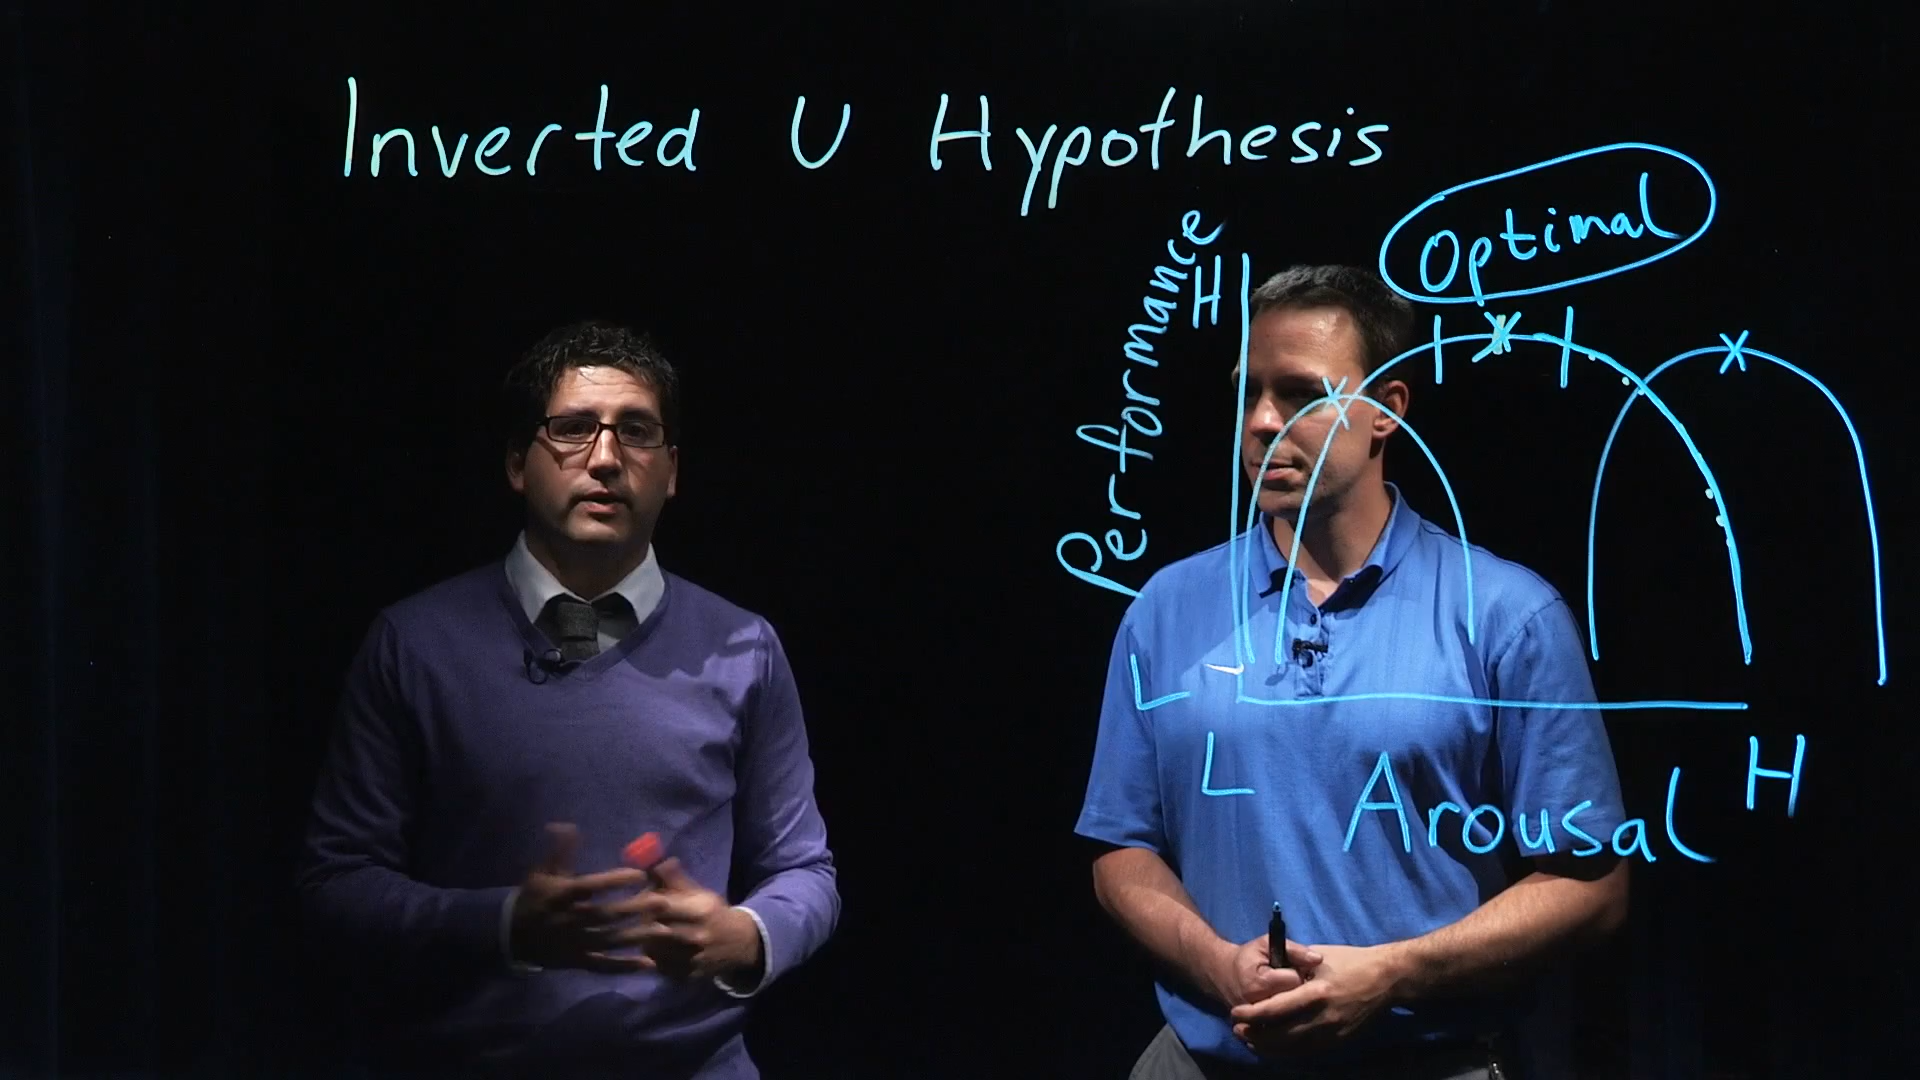 Inverted U Hypothesis
Optimal
Performance
H
L
L
H
Arousal